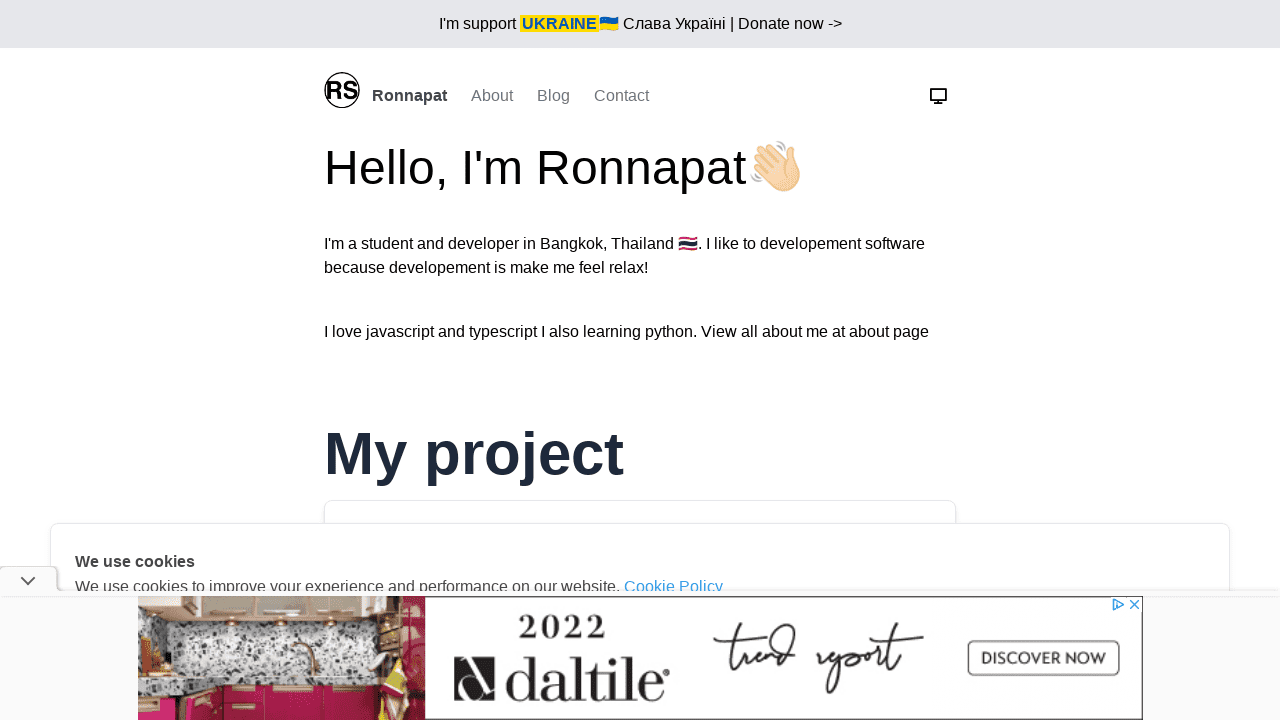 I'm support UKRAINE🇺🇦 Слава Україні | Donate now ->
RS Ronnapat About Blog Contact
Hello, I'm Ronnapat👋🏻
I'm a student and developer in Bangkok, Thailand 🇹🇭. I like to developement software
because developement is make me feel relax!
I love javascript and typescript I also learning python. View all about me at about page
My project
We use cookies
We use cookies to improve your experience and performance on our website. Cookie Policy
2022 daltile® trend report DISCOVER NOW